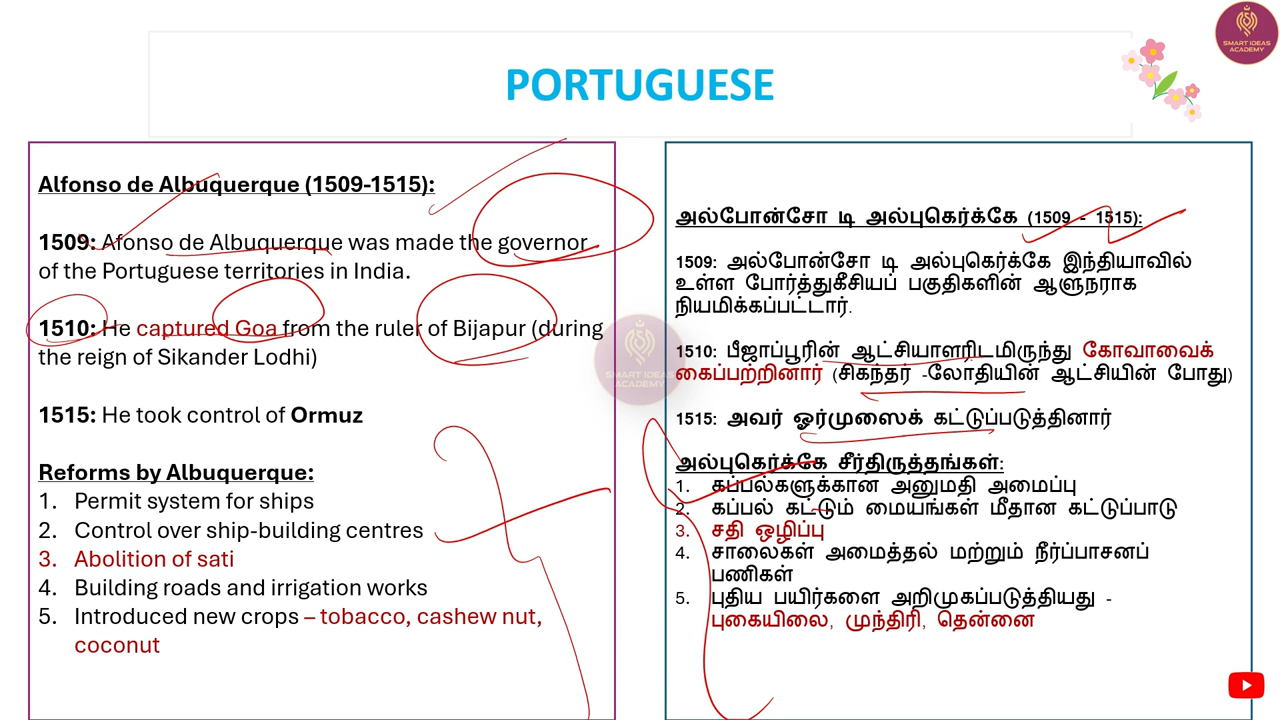 SMART IDEAS
ACADEMY
PORTUGUESE
Alfonso de Albuquerque (1509-1515):
1509: Afonso de Albuquerque was made the governor
of the Portuguese territories in India.
1510: He captured Goa from the ruler of Bijapur (during
the reign of Sikander Lodhi)
1515: He took control of Ormuz
Reforms by Albuquerque:
1. Permit system for ships
2. Control over ship-building centres
3. Abolition of sati
4. Building roads and irrigation works
5. Introduced new crops – tobacco, cashew nut,
coconut
SMART IDEAS
ACADEMY
அல்போன்சோ டி அல்புகெர்க்கே (1509 - 1515):
1509: அல்போன்சோ டி அல்புகெர்க்கே இந்தியாவில்
உள்ள போர்த்துகீசியப் பகுதிகளின் ஆளுநராக
நியமிக்கப்பட்டார்.
1510: பீஜாப்பூரின் ஆட்சியாளரிடமிருந்து கோவாவைக்
கைப்பற்றினார் (சிகந்தர் -லோதியின் ஆட்சியின் போது)
1515: அவர் ஓர்முஸைக் கட்டுப்படுத்தினார்
அல்புகெர்க்கே சீர்திருத்தங்கள்:
1. கப்பல்களுக்கான அனுமதி அமைப்பு
2. கப்பல் கட்டும் மையங்கள் மீதான கட்டுப்பாடு
3. சதி ஒழிப்பு
4. சாலைகள் அமைத்தல் மற்றும் நீர்ப்பாசனப்
பணிகள்
5. புதிய பயிர்களை அறிமுகப்படுத்தியது -
புகையிலை, முந்திரி, தென்னை